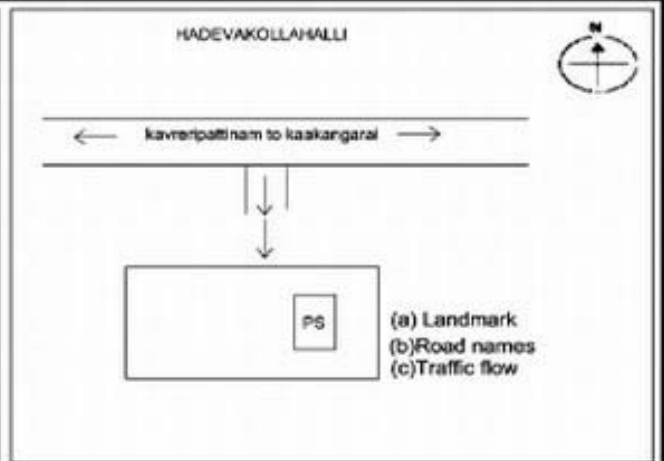 HADEVAKOLLAHALLI
N
kavreripattinam to kaakangarai
PS
(a) Landmark
(b)Road names
(c)Traffic flow